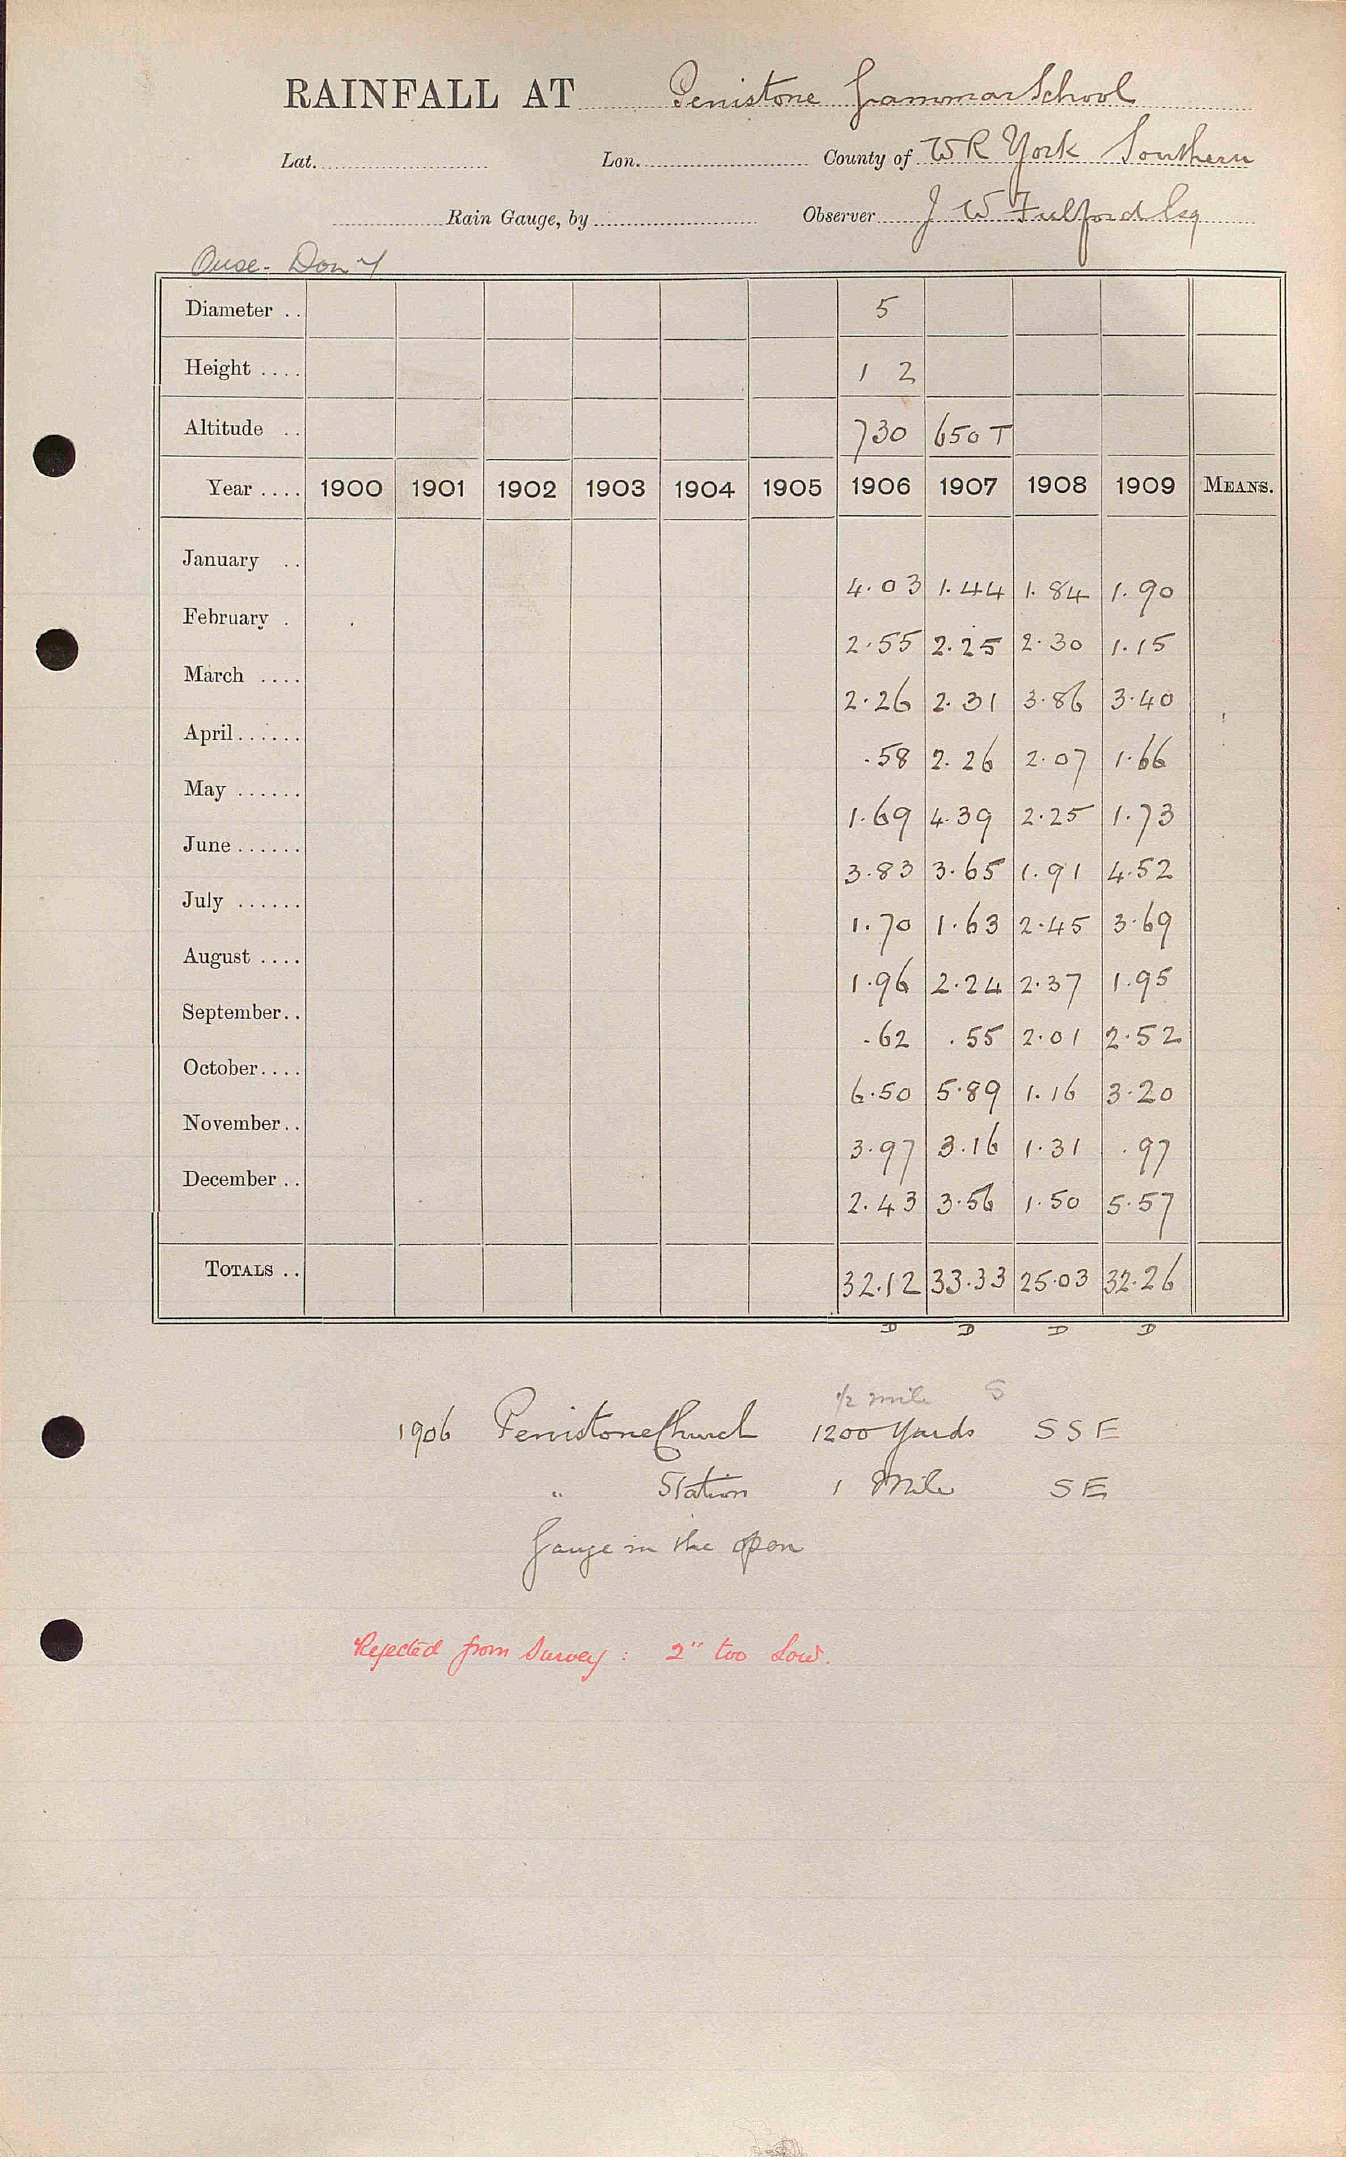 RAINFALL AT Penistone Grammar School
Lat. Lon. County of WR York Southern
Rain Gauge, by Observer J W Fulford Esq
Ouse - Don
Diameter .. 5
Height .... 1 2
Altitude .. 730 650 T
Year .... 1900 1901 1902 1903 1904 1905 1906 1907 1908 1909 MEANS.
January .. 4.03 1.44 1.84 1.90
February . 2.55 2.25 2.30 1.15
March .... 2.26 2.31 3.86 3.40
April ...... .58 2.26 2.07 1.66
May ...... 1.69 4.39 2.25 1.73
June ...... 3.83 3.65 1.91 4.52
July ...... 1.70 1.63 2.45 3.69
August .... 1.96 2.24 2.37 1.95
September.. .62 .55 2.01 2.52
October.... 6.50 5.89 1.16 3.20
November.. 3.97 3.16 1.31 .97
December .. 2.43 3.56 1.50 5.57
TOTALS .. 32.12 33.33 25.03 32.26
D D D D
1/2 mile S
1906 Penistone Church 1200 Yards SSE
" Station 1 Mile SE
Gauge in the open
Rejected from Survey : 2" too low.